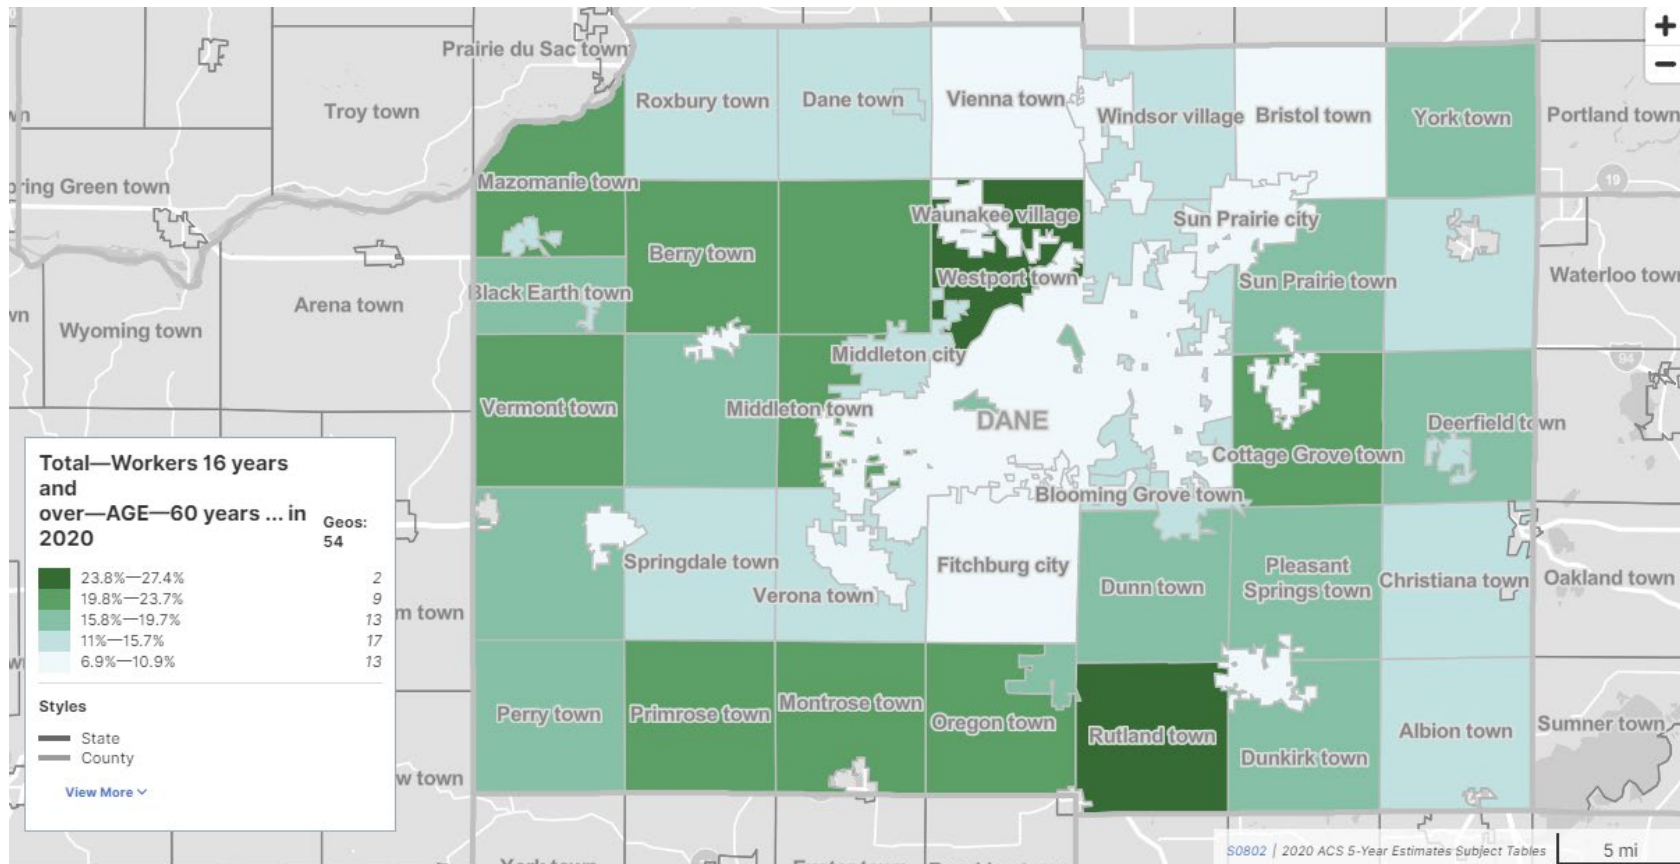 Prairie du Sac town
Troy town
Roxbury town
Dane town
Vienna town
Windsor village
Bristol town
York town
Portland town
+
−
19
ring Green town
Mazomanie town
Waunakee village
Sun Prairie city
Berry town
Westport town
Sun Prairie town
Waterloo town
Arena town
Black Earth town
Wyoming town
Middleton city
94
Vermont town
Middleton town
DANE
Deerfield town
Cottage Grove town
Blooming Grove town
Total—Workers 16 years
and
over—AGE—60 years ... in
2020
Geos:
54
23.8%—27.4% 2
19.8%—23.7% 9
15.8%—19.7% 13
11%—15.7% 17
6.9%—10.9% 13
Styles
State
County
View More
Springdale town
Verona town
Fitchburg city
Dunn town
Pleasant
Springs town
Christiana town
Oakland town
m town
Perry town
Primrose town
Montrose town
Oregon town
Rutland town
Dunkirk town
Albion town
Sumner town
w town
S0802 | 2020 ACS 5-Year Estimates Subject Tables
5 mi